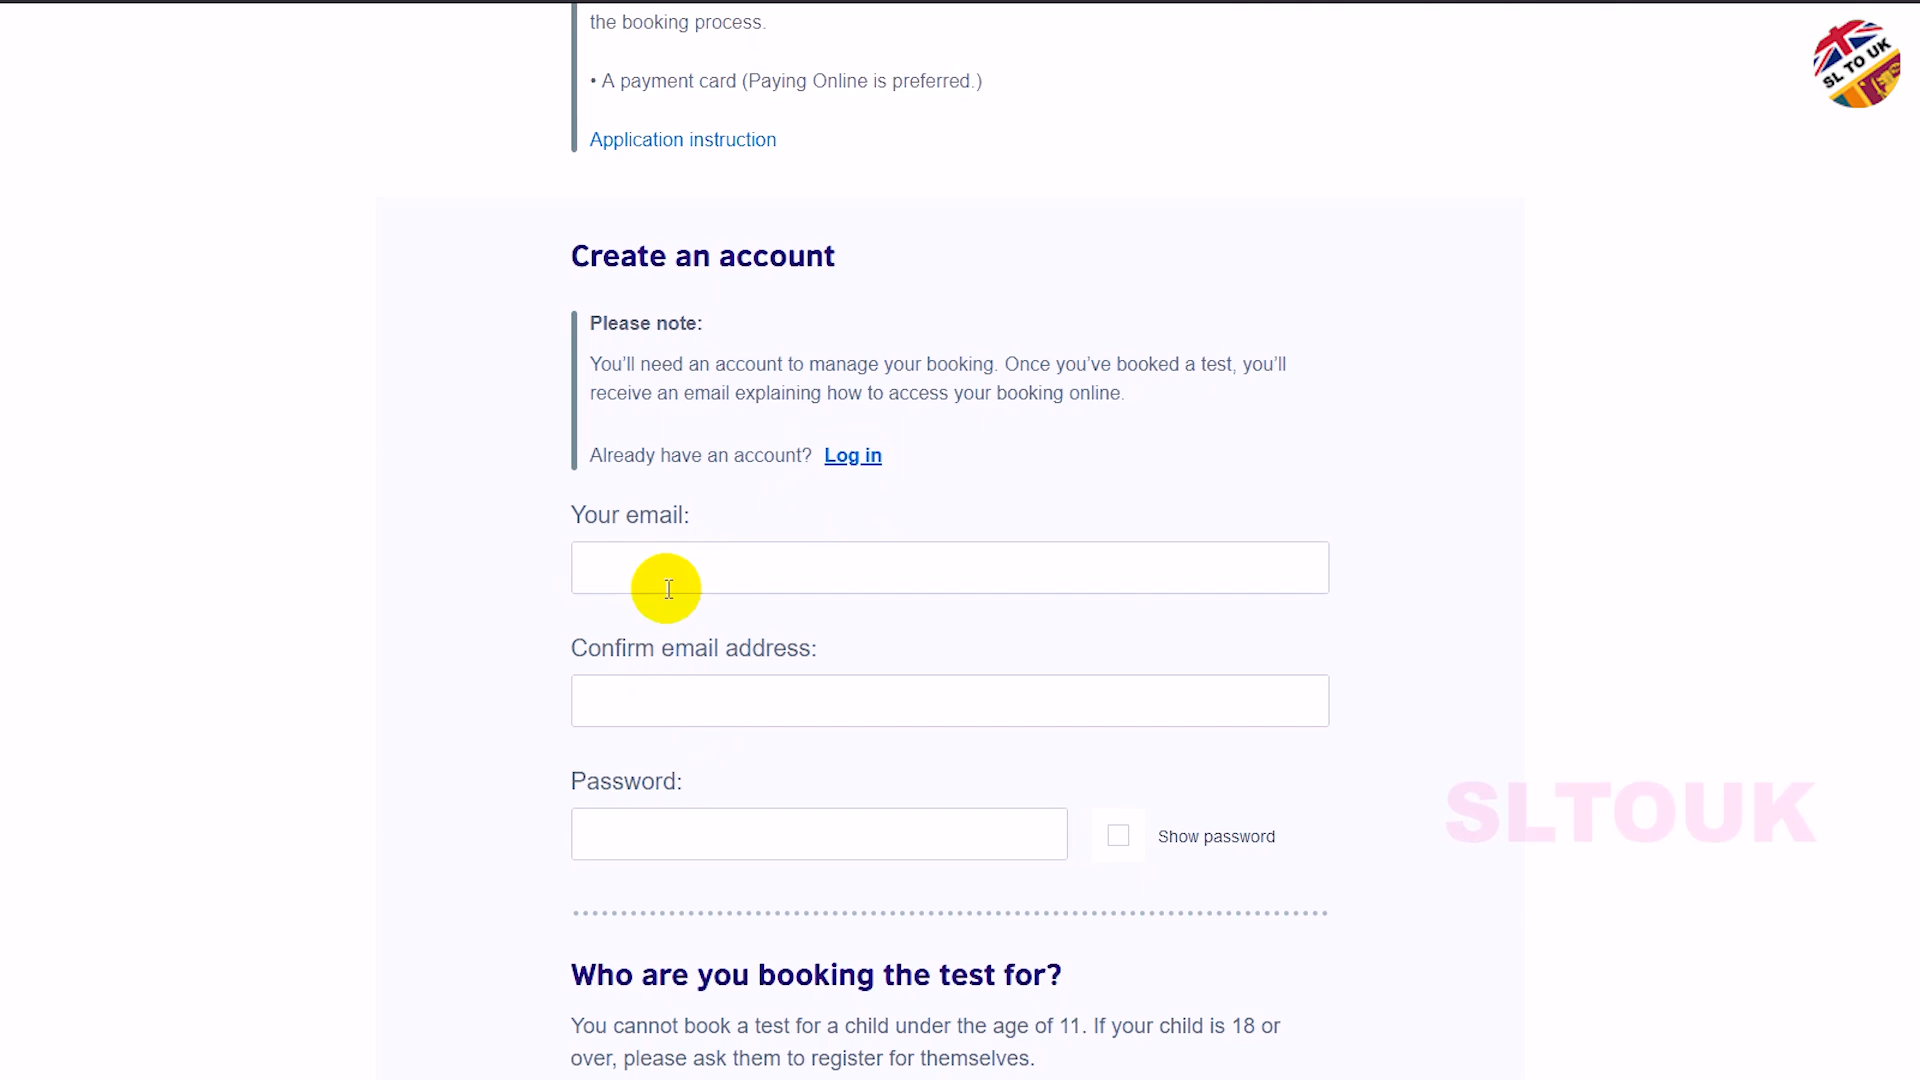 the booking process.
• A payment card (Paying Online is preferred.)
SL TO UK
Application instruction
Create an account
Please note:
You’ll need an account to manage your booking. Once you’ve booked a test, you’ll
receive an email explaining how to access your booking online.
Already have an account? Log in
Your email:
Confirm email address:
Password:
Show password
SLTOUK
Who are you booking the test for?
You cannot book a test for a child under the age of 11. If your child is 18 or
over, please ask them to register for themselves.